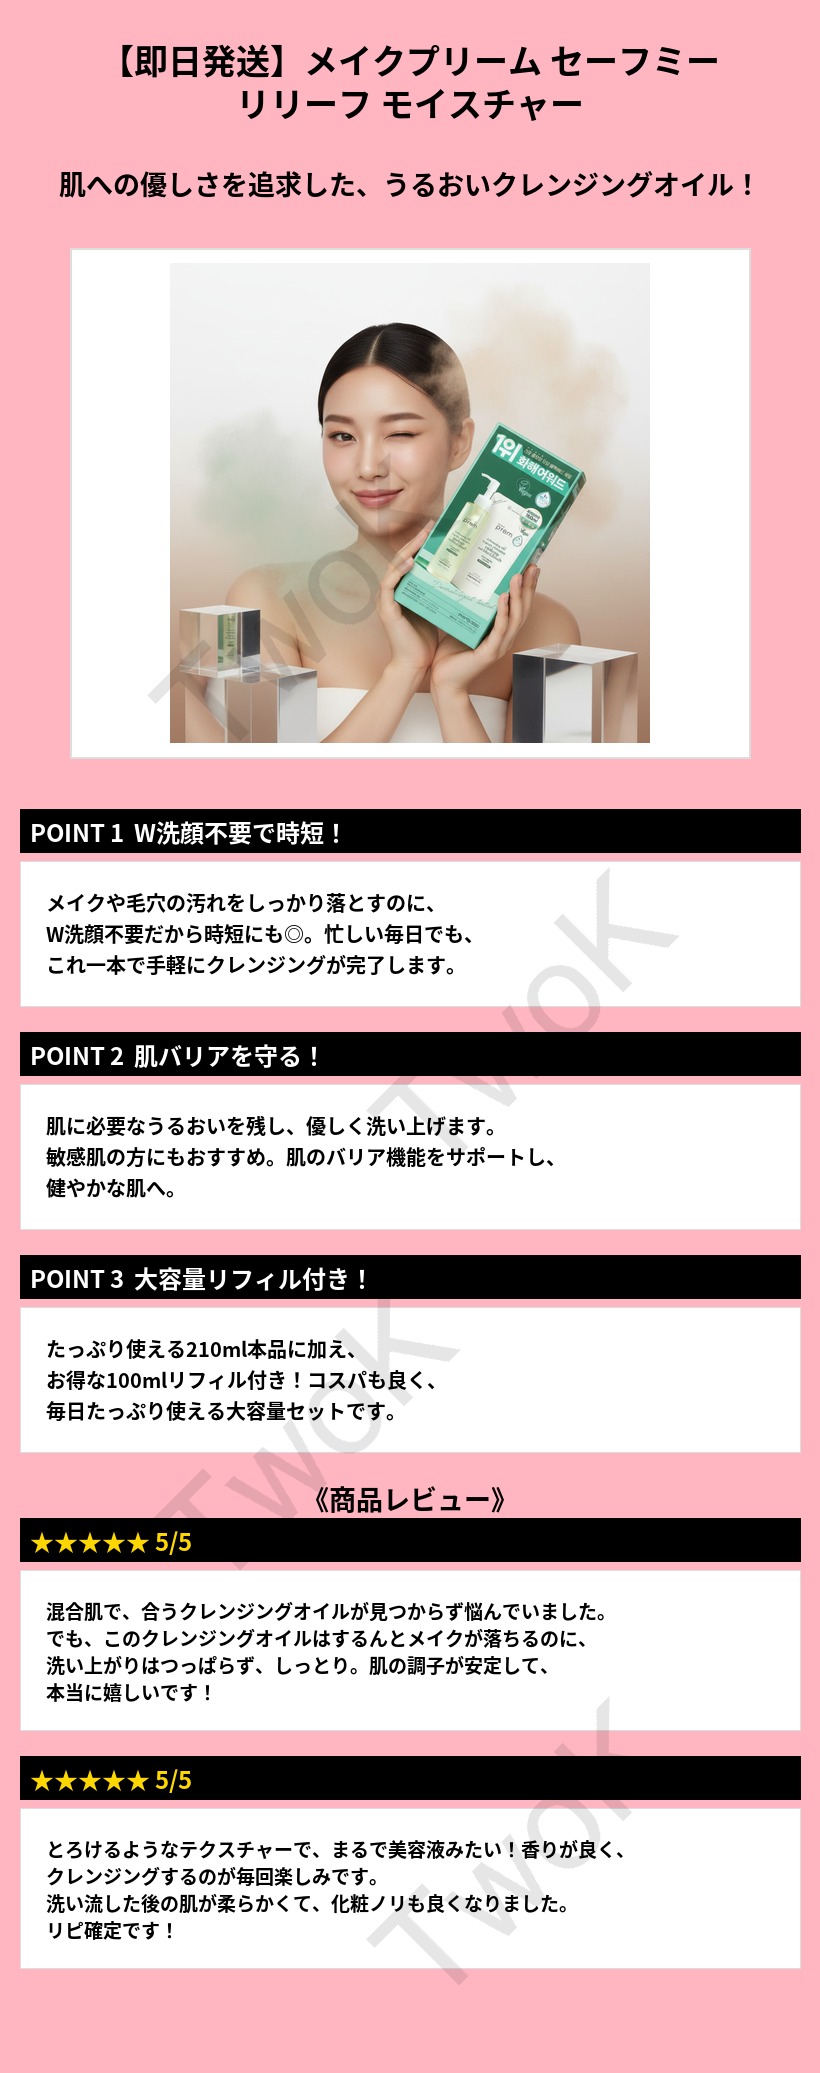 【即日発送】メイクプリーム セーフミー
リリーフ モイスチャー
肌への優しさを追求した、うるおいクレンジングオイル！
1위
화해어워드
Vegan
prem
prem
TwoK
POINT 1 W洗顔不要で時短！
メイクや毛穴の汚れをしっかり落とすのに、
W洗顔不要だから時短にも◎。忙しい毎日でも、
これ一本で手軽にクレンジングが完了します。
TwoK
POINT 2 肌バリアを守る！
肌に必要なうるおいを残し、優しく洗い上げます。
敏感肌の方にもおすすめ。肌のバリア機能をサポートし、
健やかな肌へ。
POINT 3 大容量リフィル付き！
たっぷり使える210ml本品に加え、
お得な100mlリフィル付き！コスパも良く、
毎日たっぷり使える大容量セットです。
TwoK
《商品レビュー》
★★★★★ 5/5
混合肌で、合うクレンジングオイルが見つからず悩んでいました。
でも、このクレンジングオイルはするんとメイクが落ちるのに、
洗い上がりはつっぱらず、しっとり。肌の調子が安定して、
本当に嬉しいです！
★★★★★ 5/5
とろけるようなテクスチャーで、まるで美容液みたい！香りが良く、
クレンジングするのが毎回楽しみです。
洗い流した後の肌が柔らかくて、化粧ノリも良くなりました。
リピ確定です！
TwoK